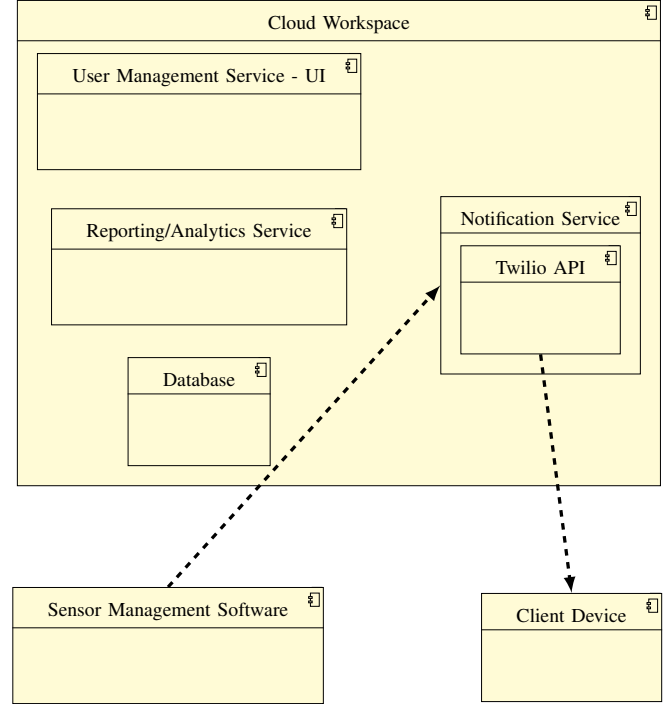 Cloud Workspace
User Management Service - UI
Reporting/Analytics Service
Notification Service
Twilio API
Database
Sensor Management Software
Client Device